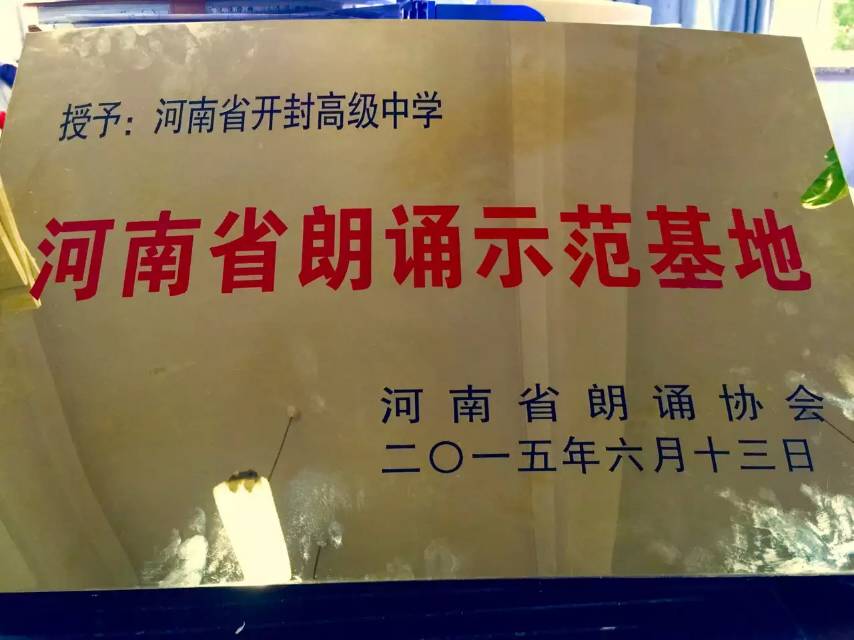 授予：河南省开封高级中学
河南省朗诵示范基地
河南省朗诵协会
二〇一五年六月十三日